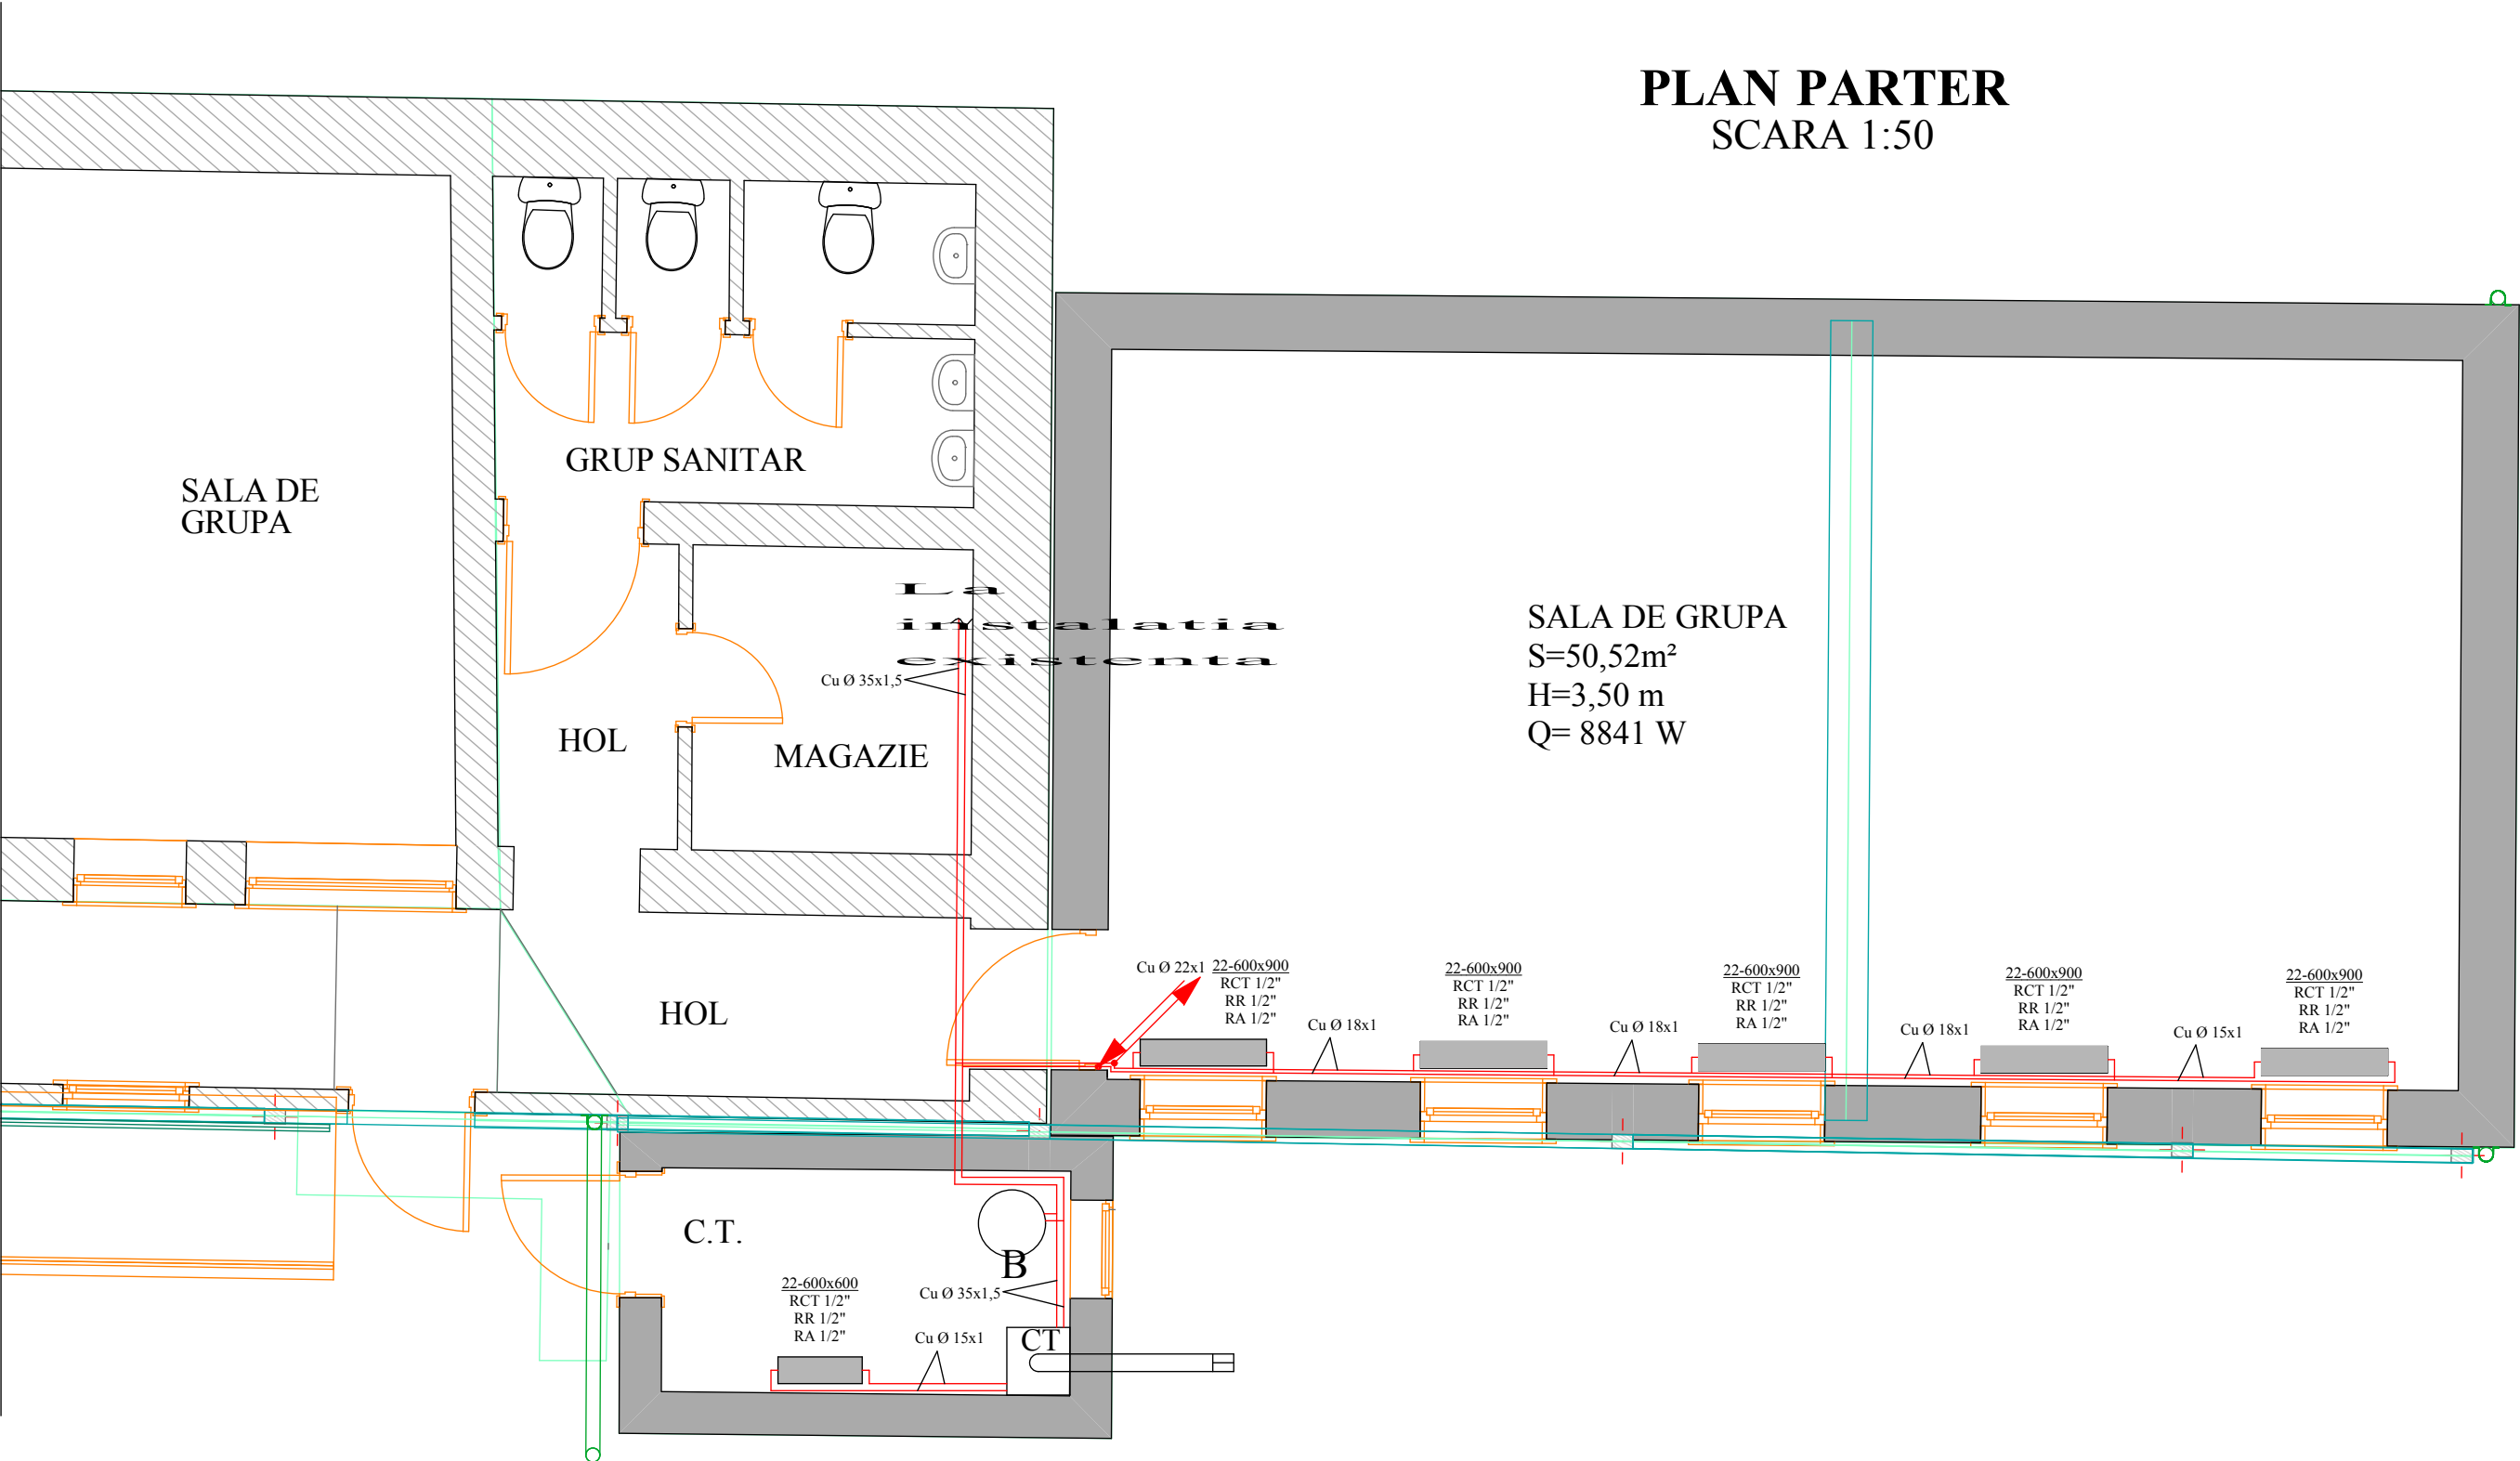 PLAN PARTER
SCARA 1:50
GRUP SANITAR
SALA DE
GRUPA
La
instalatia
existenta
Cu Ø 35x1,5
SALA DE GRUPA
S=50,52m²
H=3,50 m
Q= 8841 W
HOL
MAGAZIE
HOL
Cu Ø 22x1
22-600x900
RCT 1/2"
RR 1/2"
RA 1/2"
Cu Ø 18x1
22-600x900
RCT 1/2"
RR 1/2"
RA 1/2"
Cu Ø 18x1
22-600x900
RCT 1/2"
RR 1/2"
RA 1/2"
Cu Ø 18x1
22-600x900
RCT 1/2"
RR 1/2"
RA 1/2"
Cu Ø 15x1
22-600x900
RCT 1/2"
RR 1/2"
RA 1/2"
C.T.
B
22-600x600
RCT 1/2"
RR 1/2"
RA 1/2"
Cu Ø 35x1,5
Cu Ø 15x1
CT